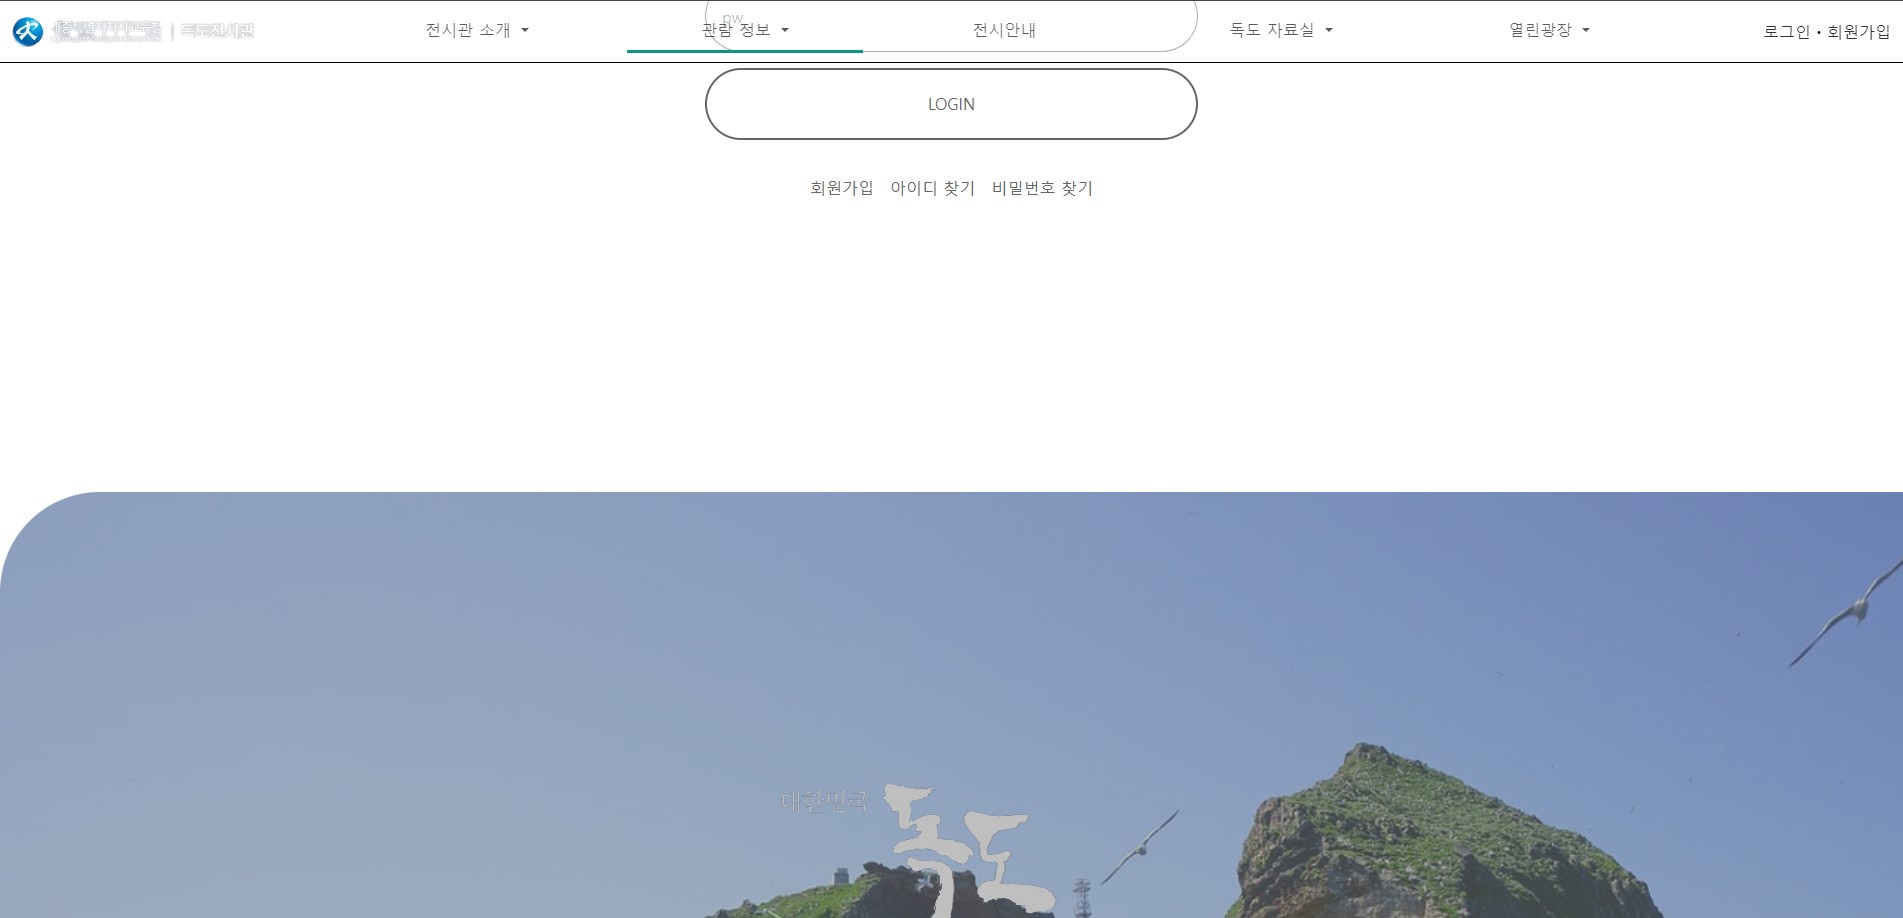 독도전시관
전시관 소개
관람 정보
전시안내
독도 자료실
열린광장
로그인 • 회원가입
pw
LOGIN
회원가입 아이디 찾기 비밀번호 찾기
대한민국
독도